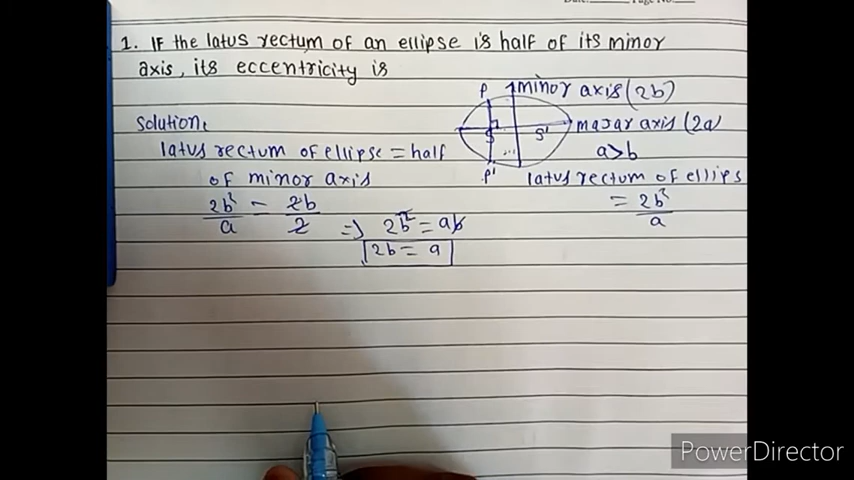 1. IF the latus rectum of an ellipse is half of its minor
axis, its eccentricity is
P minor axis (2b)
Solution,
S S' major axis (2a)
latus rectum of ellipse = half
a>b
of minor axis
P' latus rectum of ellips
2b²/a = 2b/2 => 2b² = ab
= 2b²/a
2b = a
PowerDirector